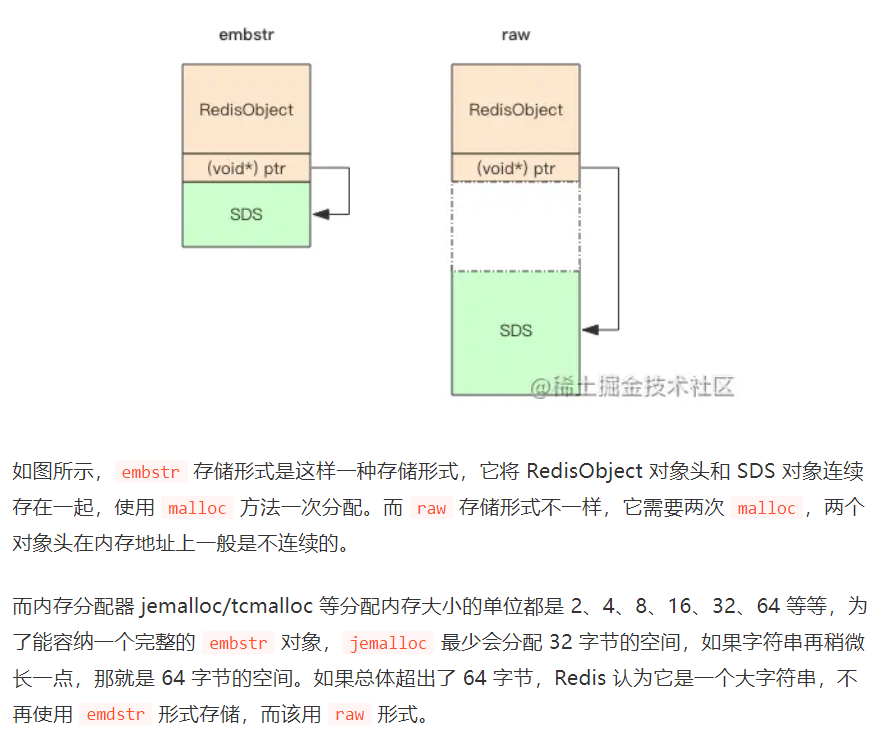 embstr raw
RedisObject RedisObject
(void*) ptr (void*) ptr
SDS
SDS
@稀土掘金技术社区
如图所示， embstr 存储形式是这样一种存储形式，它将 RedisObject 对象头和 SDS 对象连续
存在一起，使用 malloc 方法一次分配。而 raw 存储形式不一样，它需要两次 malloc，两个
对象头在内存地址上一般是不连续的。
而内存分配器 jemalloc/tcmalloc 等分配内存大小的单位都是 2、4、8、16、32、64 等等，为
了能容纳一个完整的 embstr 对象， jemalloc 最少会分配 32 字节的空间，如果字符串再稍微
长一点，那就是 64 字节的空间。如果总体超出了 64 字节，Redis 认为它是一个大字符串，不
再使用 emdstr 形式存储，而该用 raw 形式。